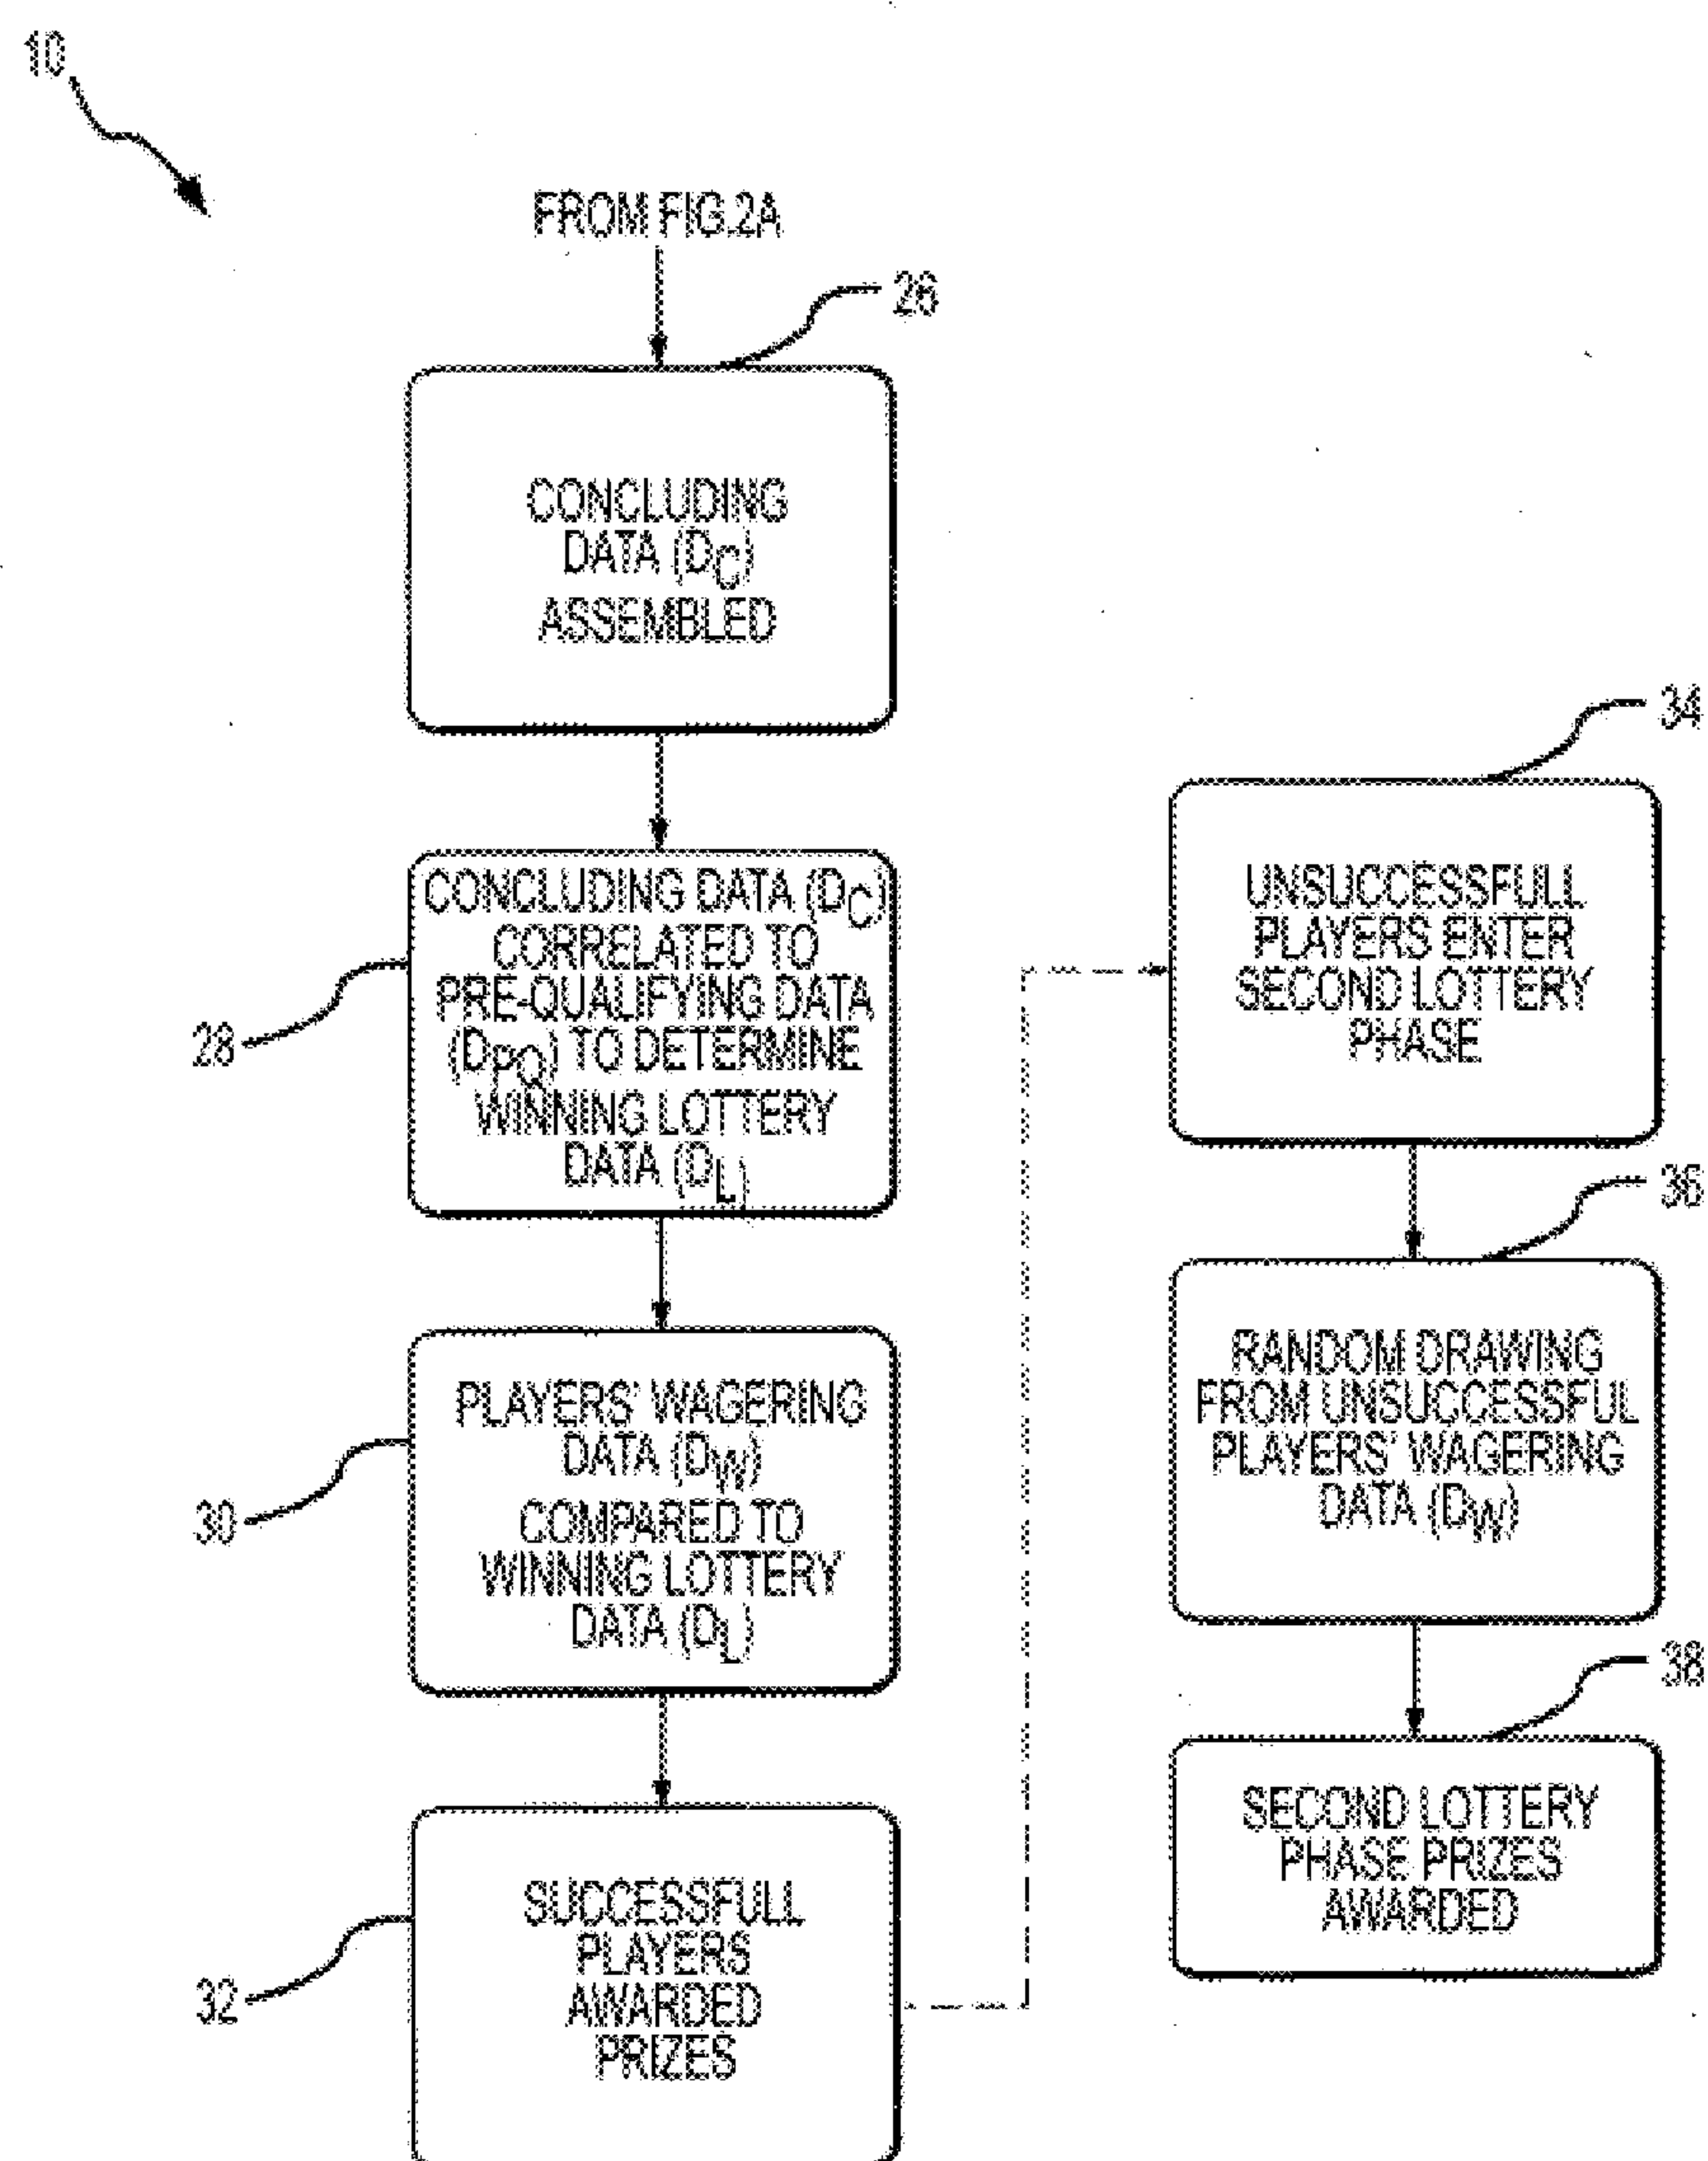 10
FROM FIG.2A
26
CONCLUDING
DATA (DC)
ASSEMBLED
28
CONCLUDING DATA (DC)
CORRELATED TO
PRE-QUALIFYING DATA
(DPQ) TO DETERMINE
WINNING LOTTERY
DATA (DL)
30
PLAYERS' WAGERING
DATA (DW)
COMPARED TO
WINNING LOTTERY
DATA (DL)
32
SUCCESSFULL
PLAYERS
AWARDED
PRIZES
34
UNSUCCESSFULL
PLAYERS ENTER
SECOND LOTTERY
PHASE
36
RANDOM DRAWING
FROM UNSUCCESSFUL
PLAYERS' WAGERING
DATA (DW)
38
SECOND LOTTERY
PHASE PRIZES
AWARDED